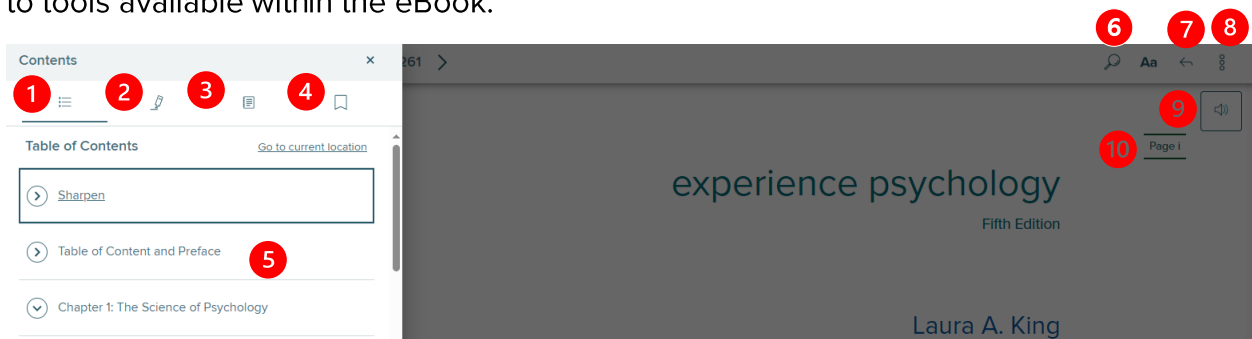 to tools available within the eBook.
6 7 8
Contents × 261 Aa
1 2 3 4
9
Table of Contents Go to current location
10 Page i
Sharpen
experience psychology
Fifth Edition
Table of Content and Preface
5
Chapter 1: The Science of Psychology
Laura A. King